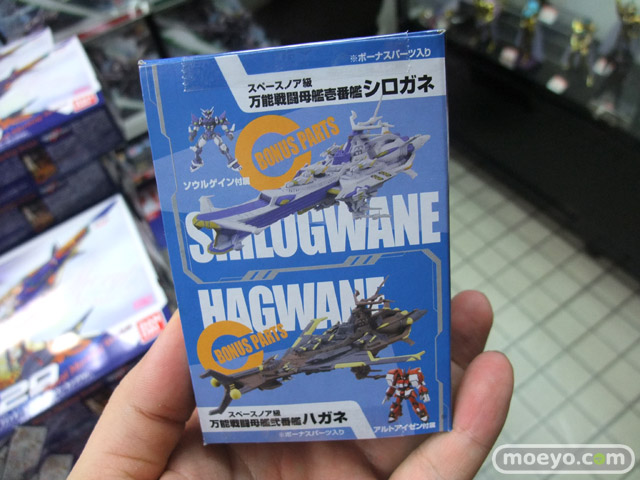 ※ボーナスパーツ入り
スペースノア級
万能戦闘母艦壱番艦シロガネ
BONUS PARTS
ソウルゲイン付属
HAGWANE
BONUS PARTS
スペースノア級
万能戦闘母艦弐番艦ハガネ
※ボーナスパーツ入り
アルトアイゼン付属
moeyo.com